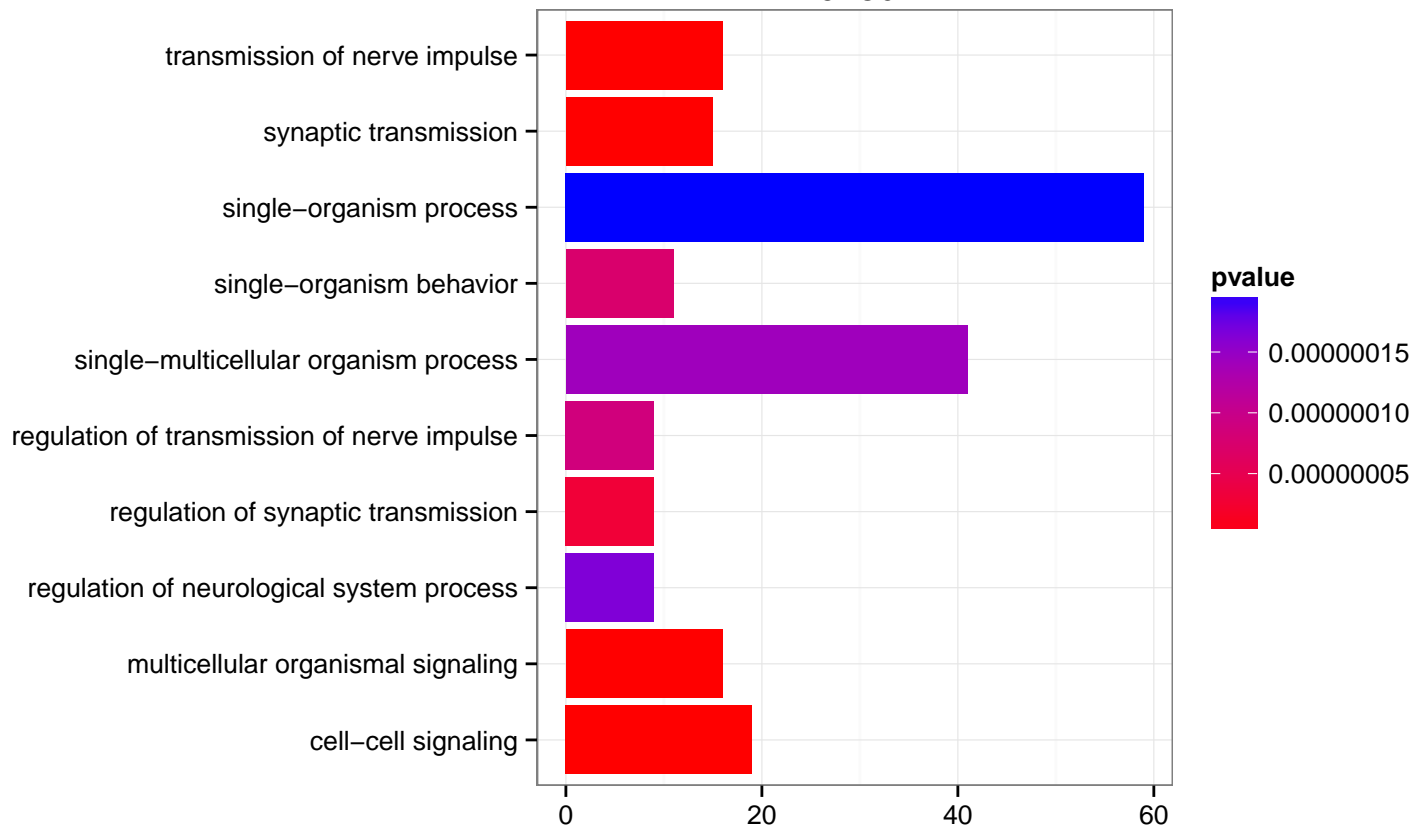 transmission of nerve impulse
synaptic transmission
single−organism process
single−organism behavior
single−multicellular organism process
regulation of transmission of nerve impulse
regulation of synaptic transmission
regulation of neurological system process
multicellular organismal signaling
cell−cell signaling
0 20 40 60
pvalue
0.00000015
0.00000010
0.00000005